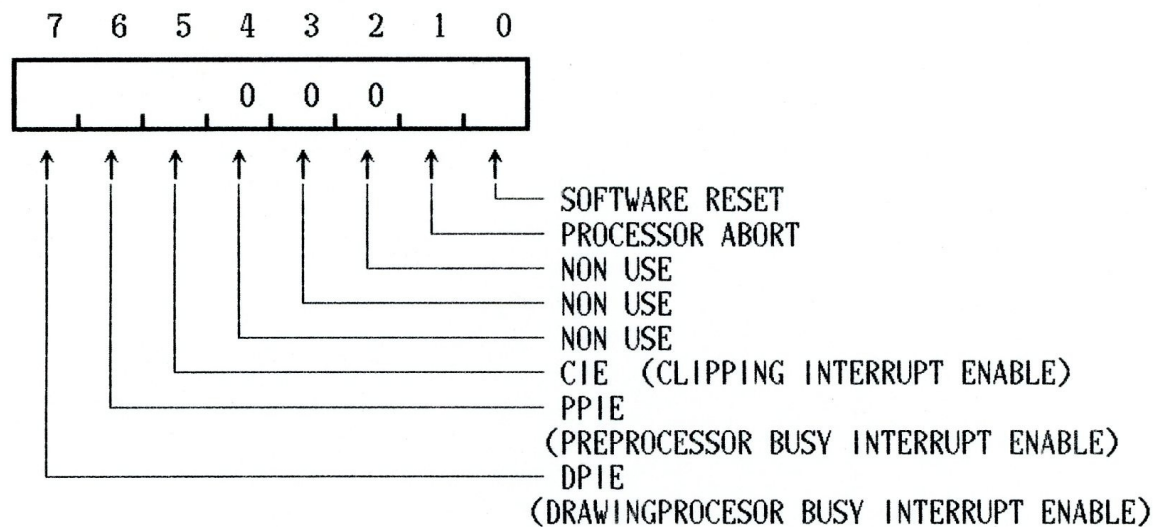 7 6 5 4 3 2 1 0
0 0 0
SOFTWARE RESET
PROCESSOR ABORT
NON USE
NON USE
NON USE
CIE (CLIPPING INTERRUPT ENABLE)
PPIE
(PREPROCESSOR BUSY INTERRUPT ENABLE)
DPIE
(DRAWINGPROCESOR BUSY INTERRUPT ENABLE)